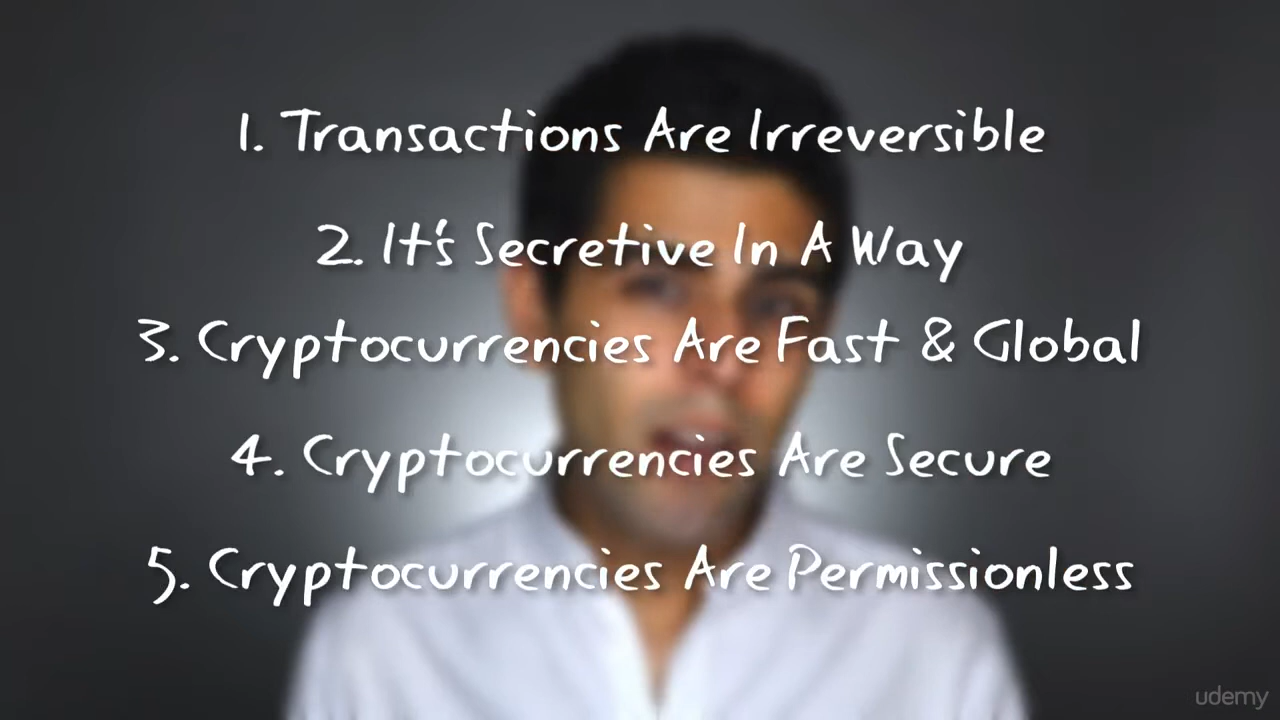 1. Transactions Are Irreversible
2. It's Secretive In A Way
3. Cryptocurrencies Are Fast & Global
4. Cryptocurrencies Are Secure
5. Cryptocurrencies Are Permissionless
udemy